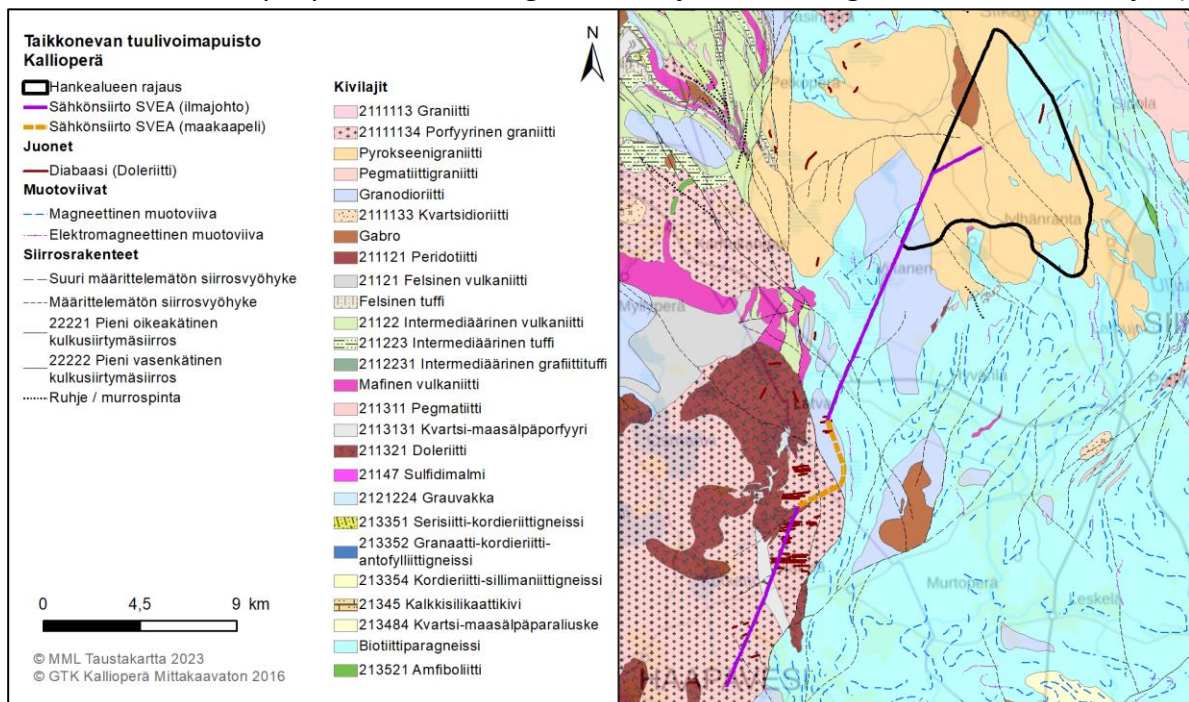 Taikkonevan tuulivoimapuisto
Kallioperä
Hankealueen rajaus
Sähkönsiirto SVEA (ilmajohto)
Sähkönsiirto SVEA (maakaapeli)
Juonet
Diabaasi (Doleriitti)
Muotoviivat
Magneettinen muotoviiva
Elektromagneettinen muotoviiva
Siirrosrakenteet
Suuri määrittelemätön siirrosvyöhyke
Määrittelemätön siirrosvyöhyke
22221 Pieni oikeakätinen
kulkusiirtymäsiirros
22222 Pieni vasenkätinen
kulkusiirtymäsiirros
Ruhje / murrospinta
0 4,5 9 km
© MML Taustakartta 2023
© GTK Kallioperä Mittakaavaton 2016
N
Kivilajit
2111113 Graniitti
21111134 Porfyyrinen graniitti
Pyrokseenigraniitti
Pegmatiittigraniitti
Granodioriitti
2111133 Kvartsidioriitti
Gabro
211121 Peridotiitti
21121 Felsinen vulkaniitti
Felsinen tuffi
21122 Intermediäärinen vulkaniitti
211223 Intermediäärinen tuffi
2112231 Intermediäärinen grafiittituffi
Mafinen vulkaniitti
211311 Pegmatiitti
2113131 Kvartsi-maasälpäporfyyri
211321 Doleriitti
21147 Sulfidimalmi
2121224 Grauvakka
213351 Serisiitti-kordieriittigneissi
213352 Granaatti-kordieriitti-
antofylliittigneissi
213354 Kordieriitti-sillimaniittigneissi
21345 Kalkkisilikaattikivi
213484 Kvartsi-maasälpäparaliuske
Biotiittiparagneissi
213521 Amfiboliitti
Jylhänranta
Murtoperä
Leskelä